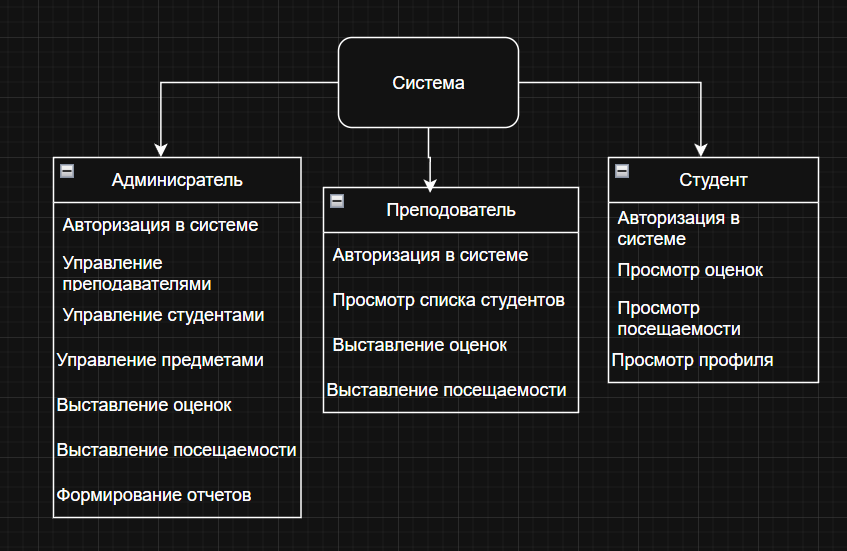 Система
Админисратель
Авторизация в системе
Управление
преподавателями
Управление студентами
Управление предметами
Выставление оценок
Выставление посещаемости
Формирование отчетов
Преподователь
Авторизация в системе
Просмотр списка студентов
Выставление оценок
Выставление посещаемости
Студент
Авторизация в
системе
Просмотр оценок
Просмотр
посещаемости
Просмотр профиля